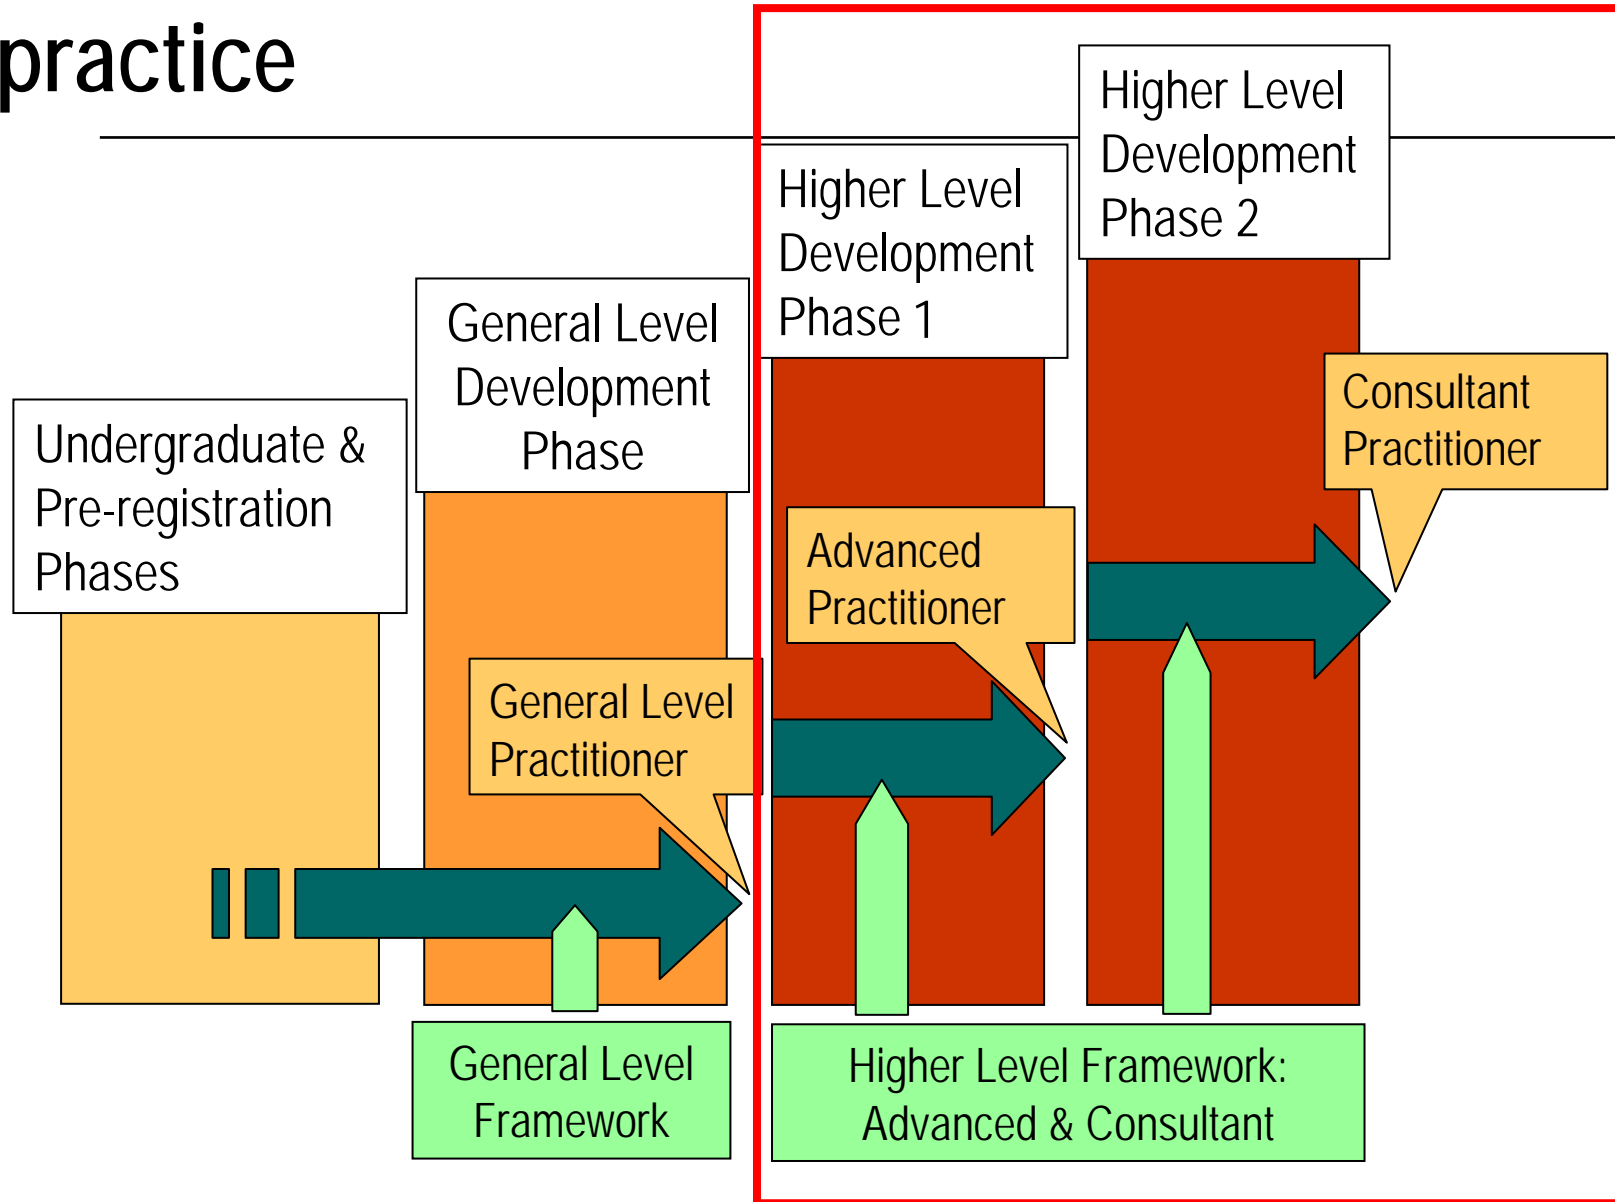 practice
Higher Level
Development
Phase 2
Higher Level
Development
Phase 1
General Level
Development
Phase
Undergraduate &
Pre-registration
Phases
Consultant
Practitioner
Advanced
Practitioner
General Level
Practitioner
General Level
Framework
Higher Level Framework:
Advanced & Consultant